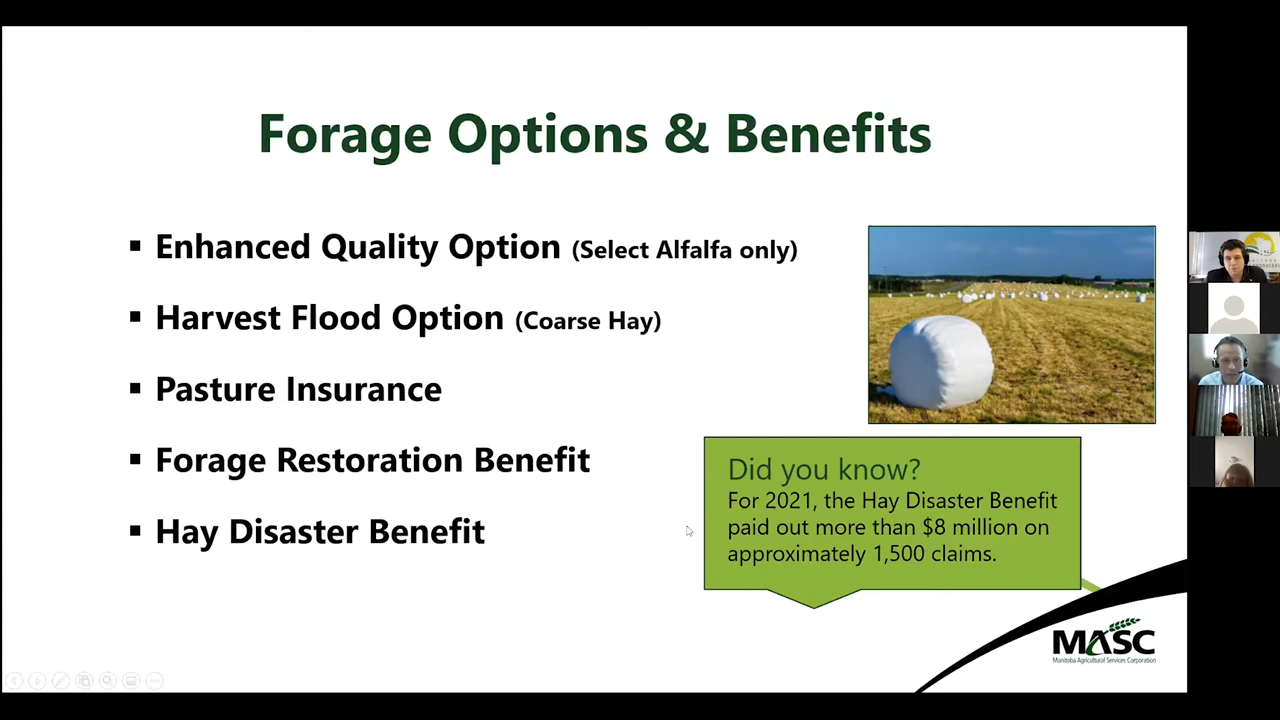 Forage Options & Benefits
▪ Enhanced Quality Option (Select Alfalfa only)
▪ Harvest Flood Option (Coarse Hay)
▪ Pasture Insurance
▪ Forage Restoration Benefit
▪ Hay Disaster Benefit
Did you know?
For 2021, the Hay Disaster Benefit
paid out more than $8 million on
approximately 1,500 claims.
MASC
Manitoba Agricultural Services Corporation